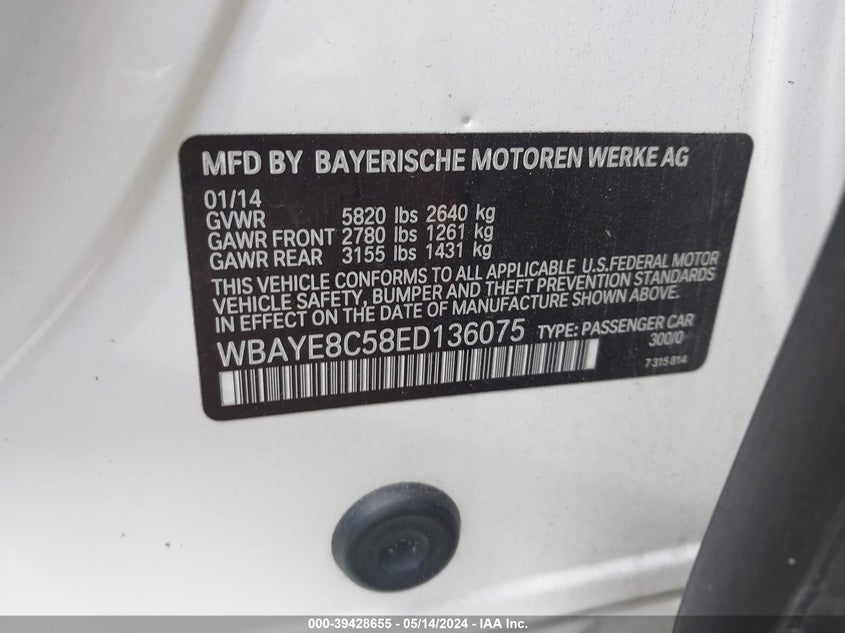 MFD BY BAYERISCHE MOTOREN WERKE AG
01/14
GVWR 5820 lbs 2640 kg
GAWR FRONT 2780 lbs 1261 kg
GAWR REAR 3155 lbs 1431 kg
THIS VEHICLE CONFORMS TO ALL APPLICABLE U.S.FEDERAL MOTOR
VEHICLE SAFETY, BUMPER AND THEFT PREVENTION STANDARDS
IN EFFECT ON THE DATE OF MANUFACTURE SHOWN ABOVE.
WBAYE8C58ED136075 TYPE: PASSENGER CAR
300/0
7315814
000-39428655 - 05/14/2024 - IAA Inc.